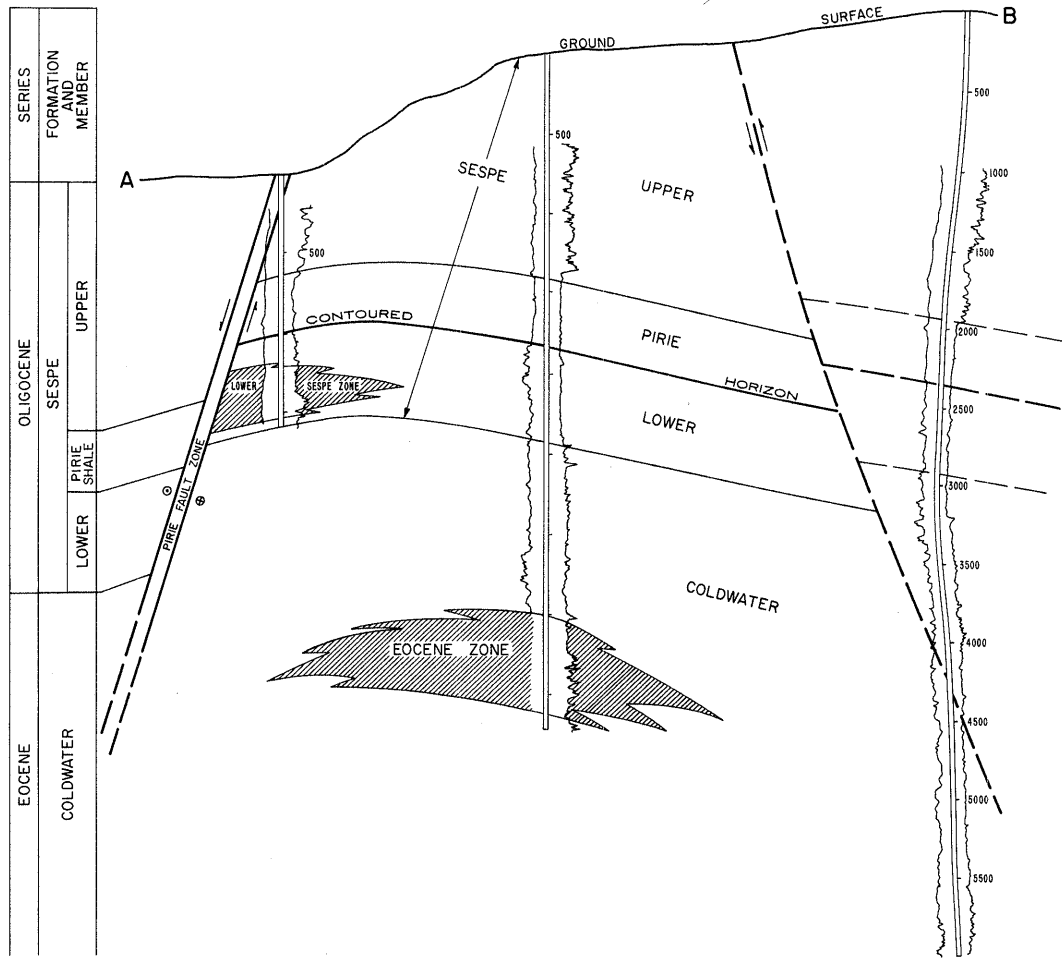 SERIES
FORMATION
AND
MEMBER
OLIGOCENE
SESPE
UPPER
PIRIE
SHALE
LOWER
EOCENE
COLDWATER
A
B
GROUND
SURFACE
SESPE
UPPER
CONTOURED
HORIZON
PIRIE
LOWER
LOWER
SESPE ZONE
PIRIE FAULT ZONE
COLDWATER
EOCENE ZONE
500
500
500
1000
1500
2000
2500
3000
3500
4000
4500
5000
5500